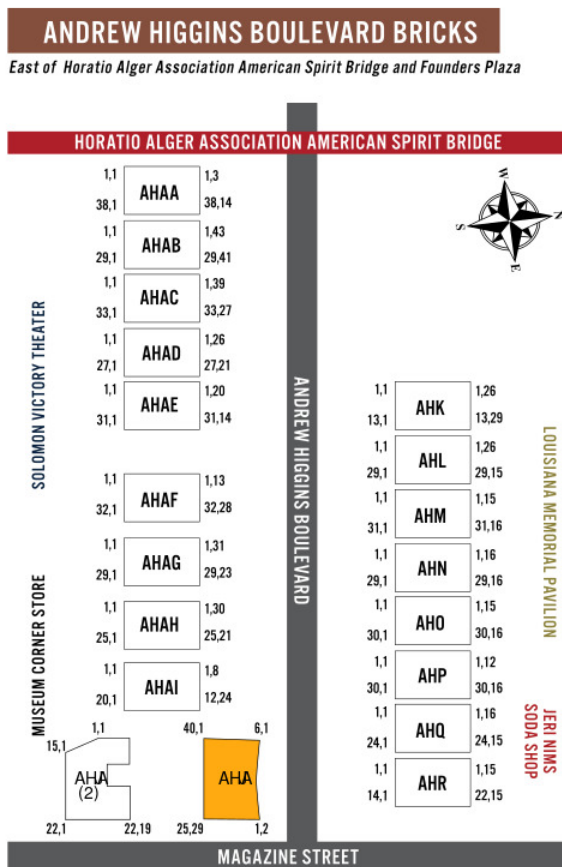 ANDREW HIGGINS BOULEVARD BRICKS
East of Horatio Alger Association American Spirit Bridge and Founders Plaza
HORATIO ALGER ASSOCIATION AMERICAN SPIRIT BRIDGE
W
N
S
E
SOLOMON VICTORY THEATER
MUSEUM CORNER STORE
1,1 1,3
AHAA
38,1 38,14
1,1 1,43
AHAB
29,1 29,41
1,1 1,39
AHAC
33,1 33,27
1,1 1,26
AHAD
27,1 27,21
1,1 1,20
AHAE
31,1 31,14
1,1 1,13
AHAF
32,1 32,28
1,1 1,31
AHAG
29,1 29,23
1,1 1,30
AHAH
25,1 25,21
1,1 1,8
AHAI
20,1 12,24
1,1
15,1
(2)
22,1 22,19
40,1 6,1
25,29 1,2
ANDREW HIGGINS BOULEVARD
1,1 1,26
AHK
13,1 13,29
1,1 1,26
AHL
29,1 29,15
1,1 1,15
AHM
31,1 31,16
1,1 1,16
AHN
29,1 29,16
1,1 1,15
AHO
30,1 30,16
1,1 1,12
AHP
30,1 30,16
1,1 1,16
AHQ
24,1 24,15
1,1 1,15
AHR
14,1 22,15
LOUISIANA MEMORIAL PAVILION
JERI NIMS
SODA SHOP
MAGAZINE STREET